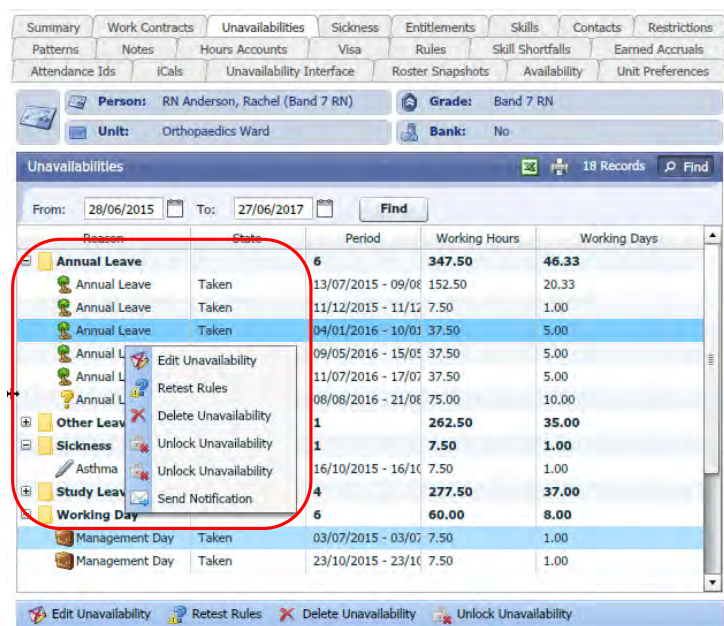 Summary Work Contracts Unavailabilities Sickness Entitlements Skills Contacts Restrictions
Patterns Notes Hours Accounts Visa Rules Skill Shortfalls Earned Accruals
Attendance Ids iCals Unavailability Interface Roster Snapshots Availability Unit Preferences
Person: RN Anderson, Rachel (Band 7 RN) Grade: Band 7 RN
Unit: Orthopaedics Ward Bank: No
Unavailabilities 18 Records Find
From: 28/06/2015 To: 27/06/2017 Find
Reason State Period Working Hours Working Days
Annual Leave 6 347.50 46.33
Annual Leave Taken 13/07/2015 - 09/08 152.50 20.33
Annual Leave Taken 11/12/2015 - 11/12 7.50 1.00
Annual Leave Taken 04/01/2016 - 10/01 37.50 5.00
Annual L 09/05/2016 - 15/05 37.50 5.00
Annual L 11/07/2016 - 17/07 37.50 5.00
Annual L 08/08/2016 - 21/08 75.00 10.00
Other Leav 1 262.50 35.00
Sickness 1 7.50 1.00
Asthma 16/10/2015 - 16/10 7.50 1.00
Study Leav 4 277.50 37.00
Working Day 6 60.00 8.00
Management Day Taken 03/07/2015 - 03/07 7.50 1.00
Management Day Taken 23/10/2015 - 23/10 7.50 1.00
Edit Unavailability
Retest Rules
Delete Unavailability
Unlock Unavailability
Unlock Unavailability
Send Notification
Edit Unavailability Retest Rules Delete Unavailability Unlock Unavailability